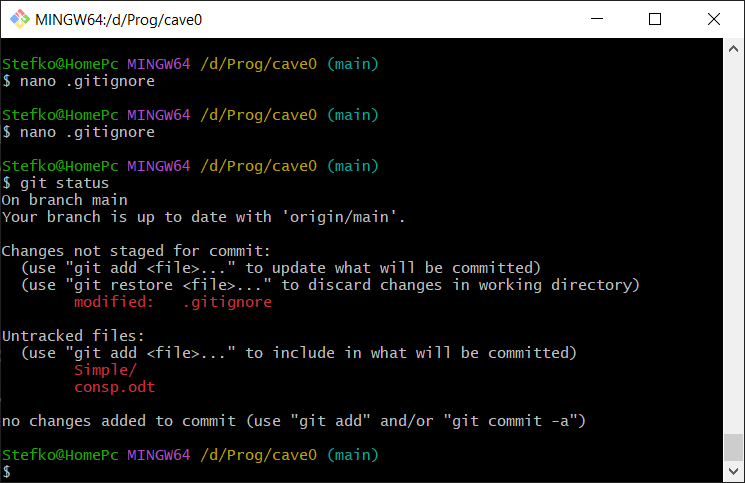 MINGW64:/d/Prog/cave0
Stefko@HomePc MINGW64 /d/Prog/cave0 (main)
$ nano .gitignore
Stefko@HomePc MINGW64 /d/Prog/cave0 (main)
$ nano .gitignore
Stefko@HomePc MINGW64 /d/Prog/cave0 (main)
$ git status
On branch main
Your branch is up to date with 'origin/main'.
Changes not staged for commit:
  (use "git add <file>..." to update what will be committed)
  (use "git restore <file>..." to discard changes in working directory)
        modified:   .gitignore
Untracked files:
  (use "git add <file>..." to include in what will be committed)
        Simple/
        consp.odt
no changes added to commit (use "git add" and/or "git commit -a")
Stefko@HomePc MINGW64 /d/Prog/cave0 (main)
$